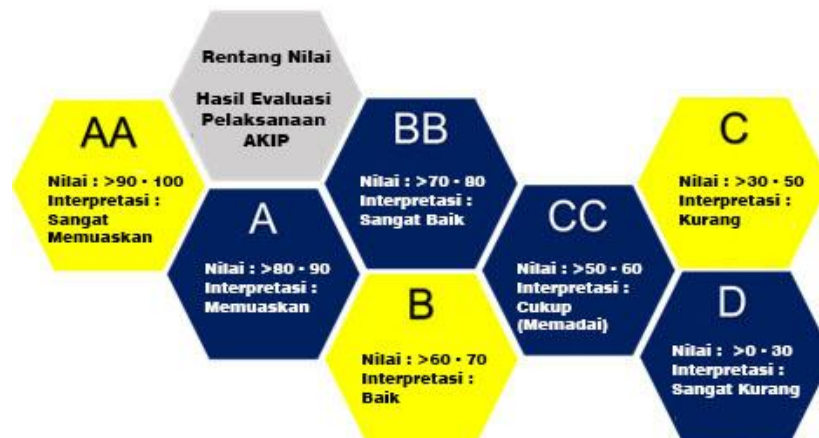 Rentang Nilai
Hasil Evaluasi
Pelaksanaan
AKIP
AA
Nilai : >90 - 100
Interpretasi :
Sangat
Memuaskan
A
Nilai : >80 - 90
Interpretasi :
Memuaskan
BB
Nilai : >70 - 80
Interpretasi :
Sangat Baik
B
Nilai : >60 - 70
Interpretasi :
Baik
CC
Nilai : >50 - 60
Interpretasi :
Cukup
(Memadai)
C
Nilai : >30 - 50
Interpretasi :
Kurang
D
Nilai : >0 - 30
Interpretasi :
Sangat Kurang